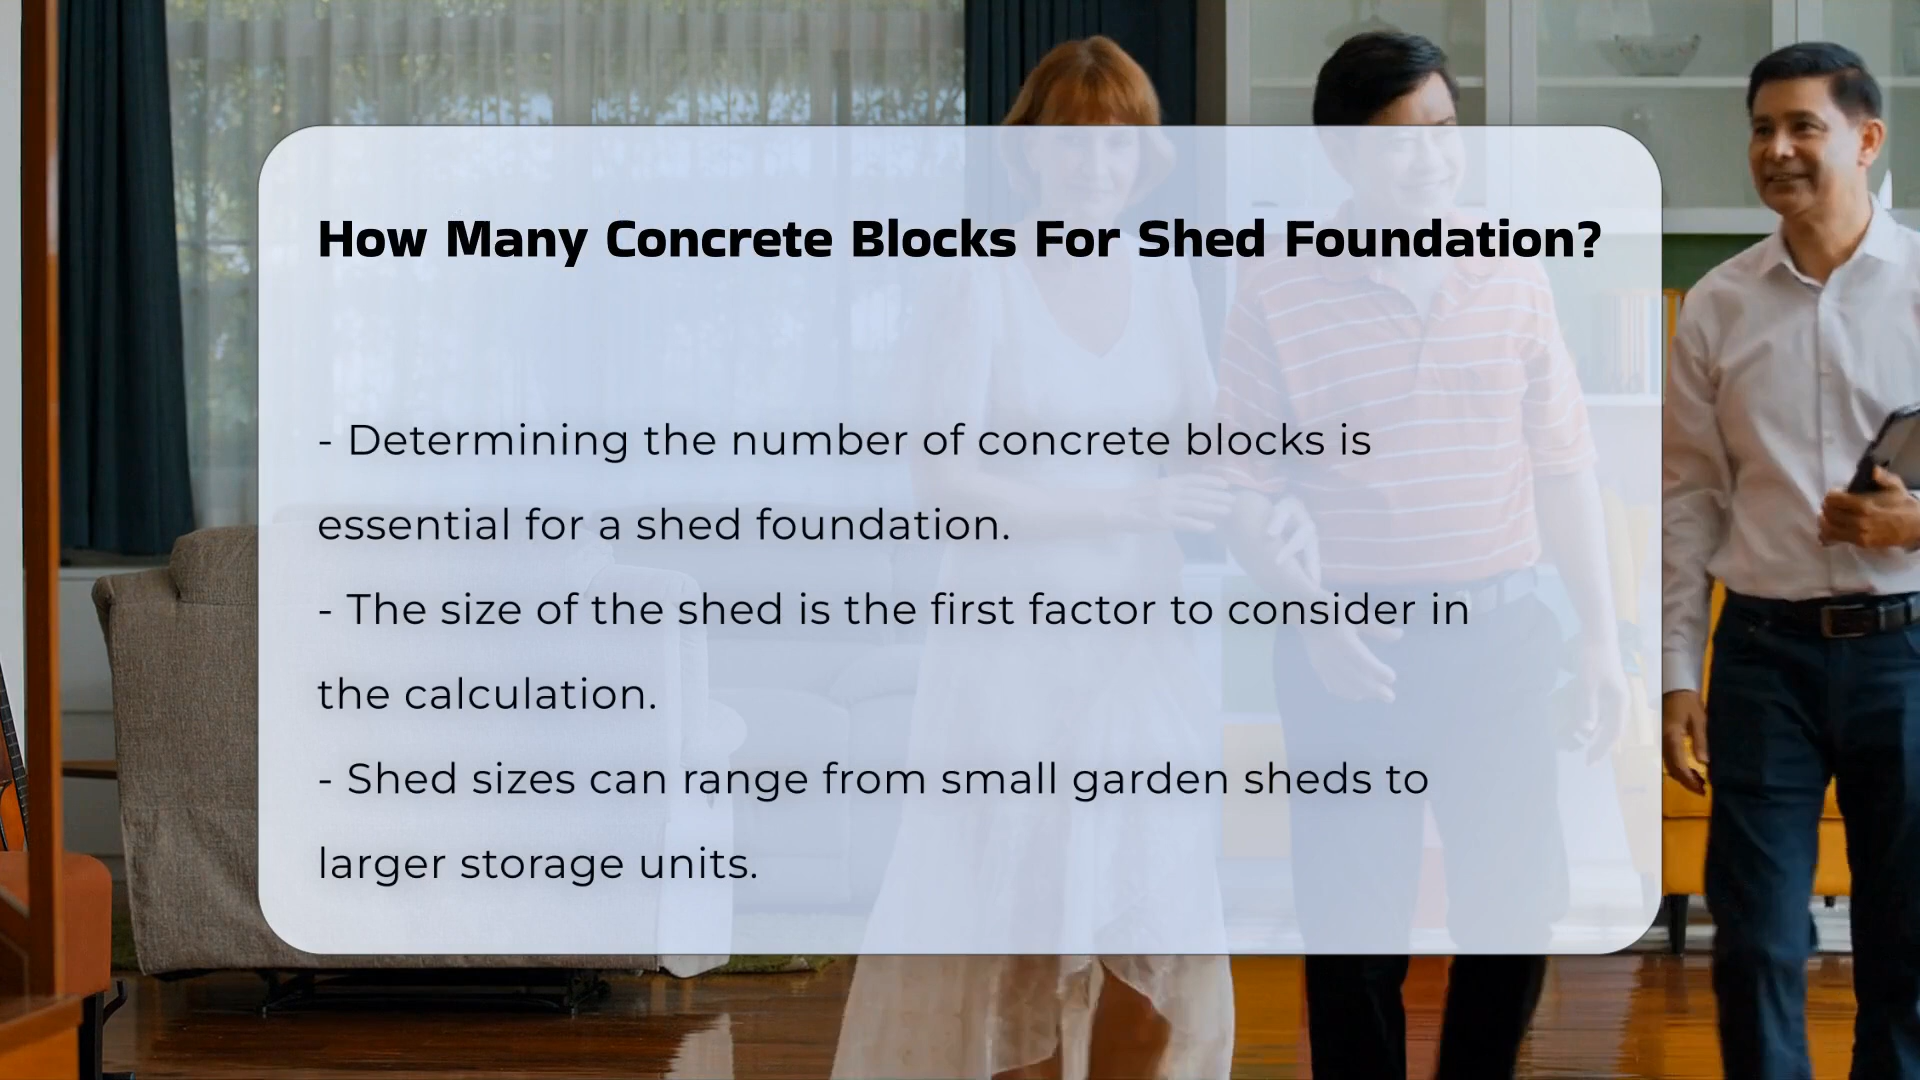 How Many Concrete Blocks For Shed Foundation?
- Determining the number of concrete blocks is
essential for a shed foundation.
- The size of the shed is the first factor to consider in
the calculation.
- Shed sizes can range from small garden sheds to
larger storage units.